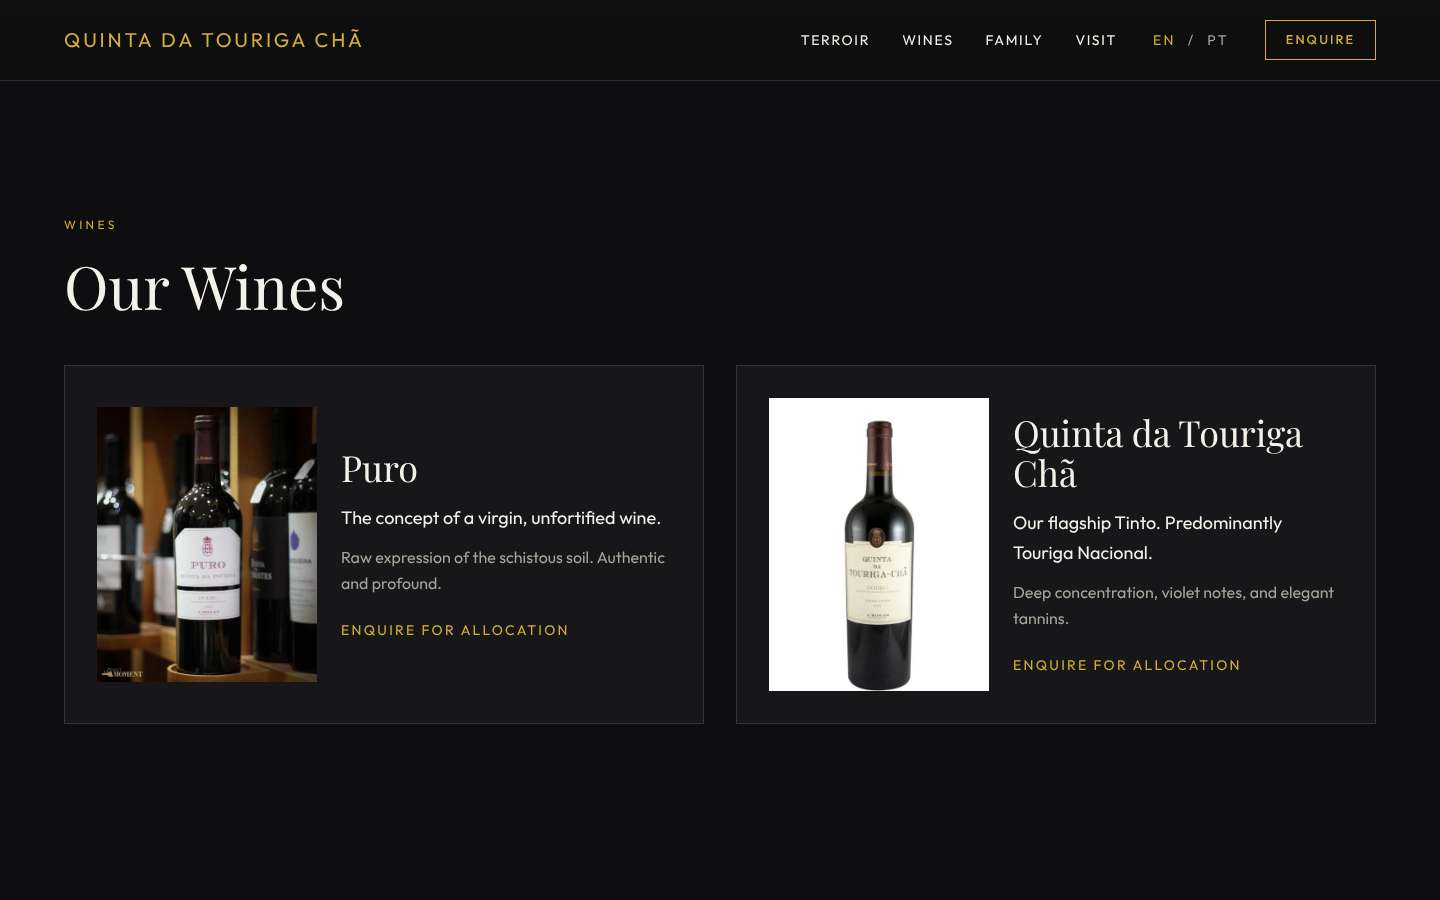 QUINTA DA TOURIGA CHÃ
TERROIR WINES FAMILY VISIT EN / PT ENQUIRE
WINES
Our Wines
PURO
MOMENT
Puro
The concept of a virgin, unfortified wine.
Raw expression of the schistous soil. Authentic
and profound.
ENQUIRE FOR ALLOCATION
QUINTA
DA
TOURIGA-CHÃ
Quinta da Touriga
Chã
Our flagship Tinto. Predominantly
Touriga Nacional.
Deep concentration, violet notes, and elegant
tannins.
ENQUIRE FOR ALLOCATION